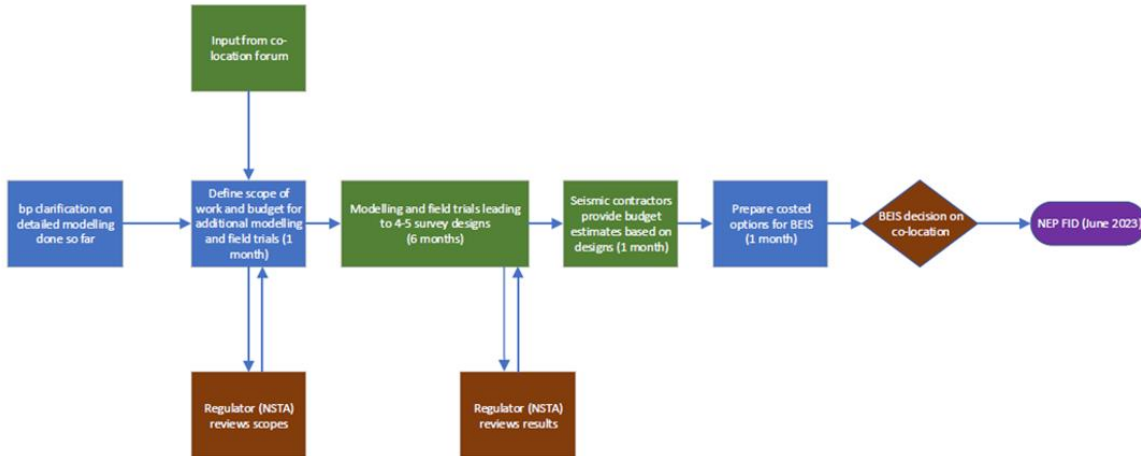 Input from co-
location forum
bp clarification on
detailed modelling
done so far
Define scope of
work and budget for
additional modelling
and field trials (1
month)
Modelling and field trials leading
to 4-5 survey designs
(6 months)
Seismic contractors
provide budget
estimates based on
designs (1 month)
Prepare costed
options for BEIS
(1 month)
BEIS decision on
co-location
NEP FID (June 2023)
Regulator (NSTA)
reviews scopes
Regulator (NSTA)
reviews results